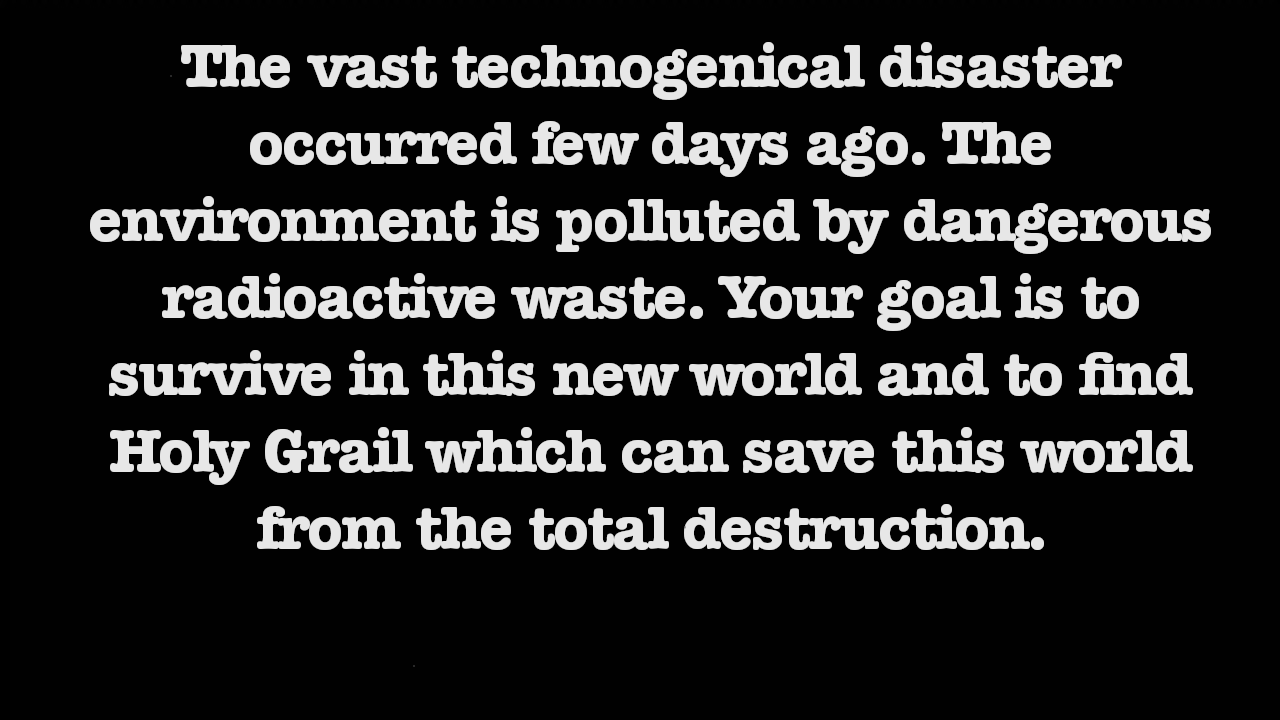 The vast technogenical disaster
occurred few days ago. The
environment is polluted by dangerous
radioactive waste. Your goal is to
survive in this new world and to find
Holy Grail which can save this world
from the total destruction.